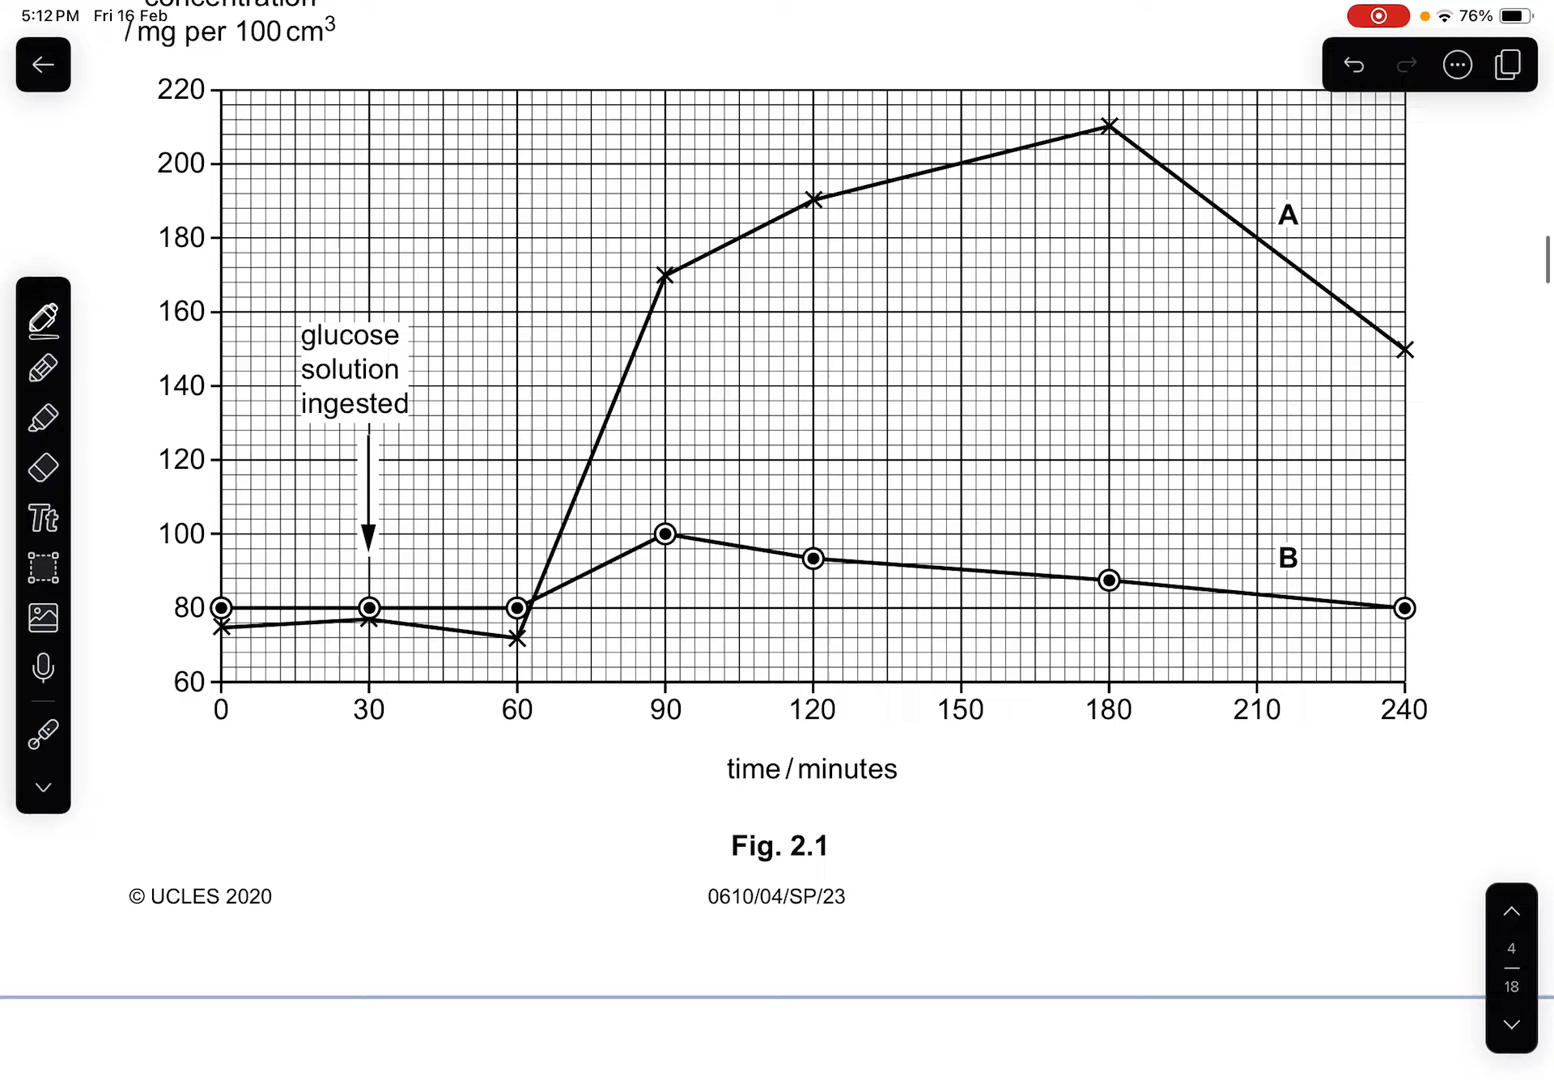 5:12 PM Fri 16 Feb
76%
concentration
/ mg per 100 cm³
220
200
180
160
140
120
100
80
60
glucose
solution
ingested
A
B
0 30 60 90 120 150 180 210 240
time / minutes
Fig. 2.1
© UCLES 2020 0610/04/SP/23
Tt
4
18